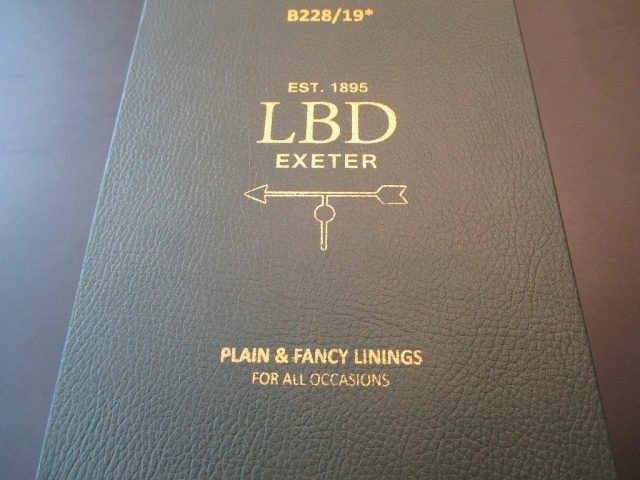 B228/19*
EST. 1895
LBD
EXETER
PLAIN & FANCY LININGS
FOR ALL OCCASIONS